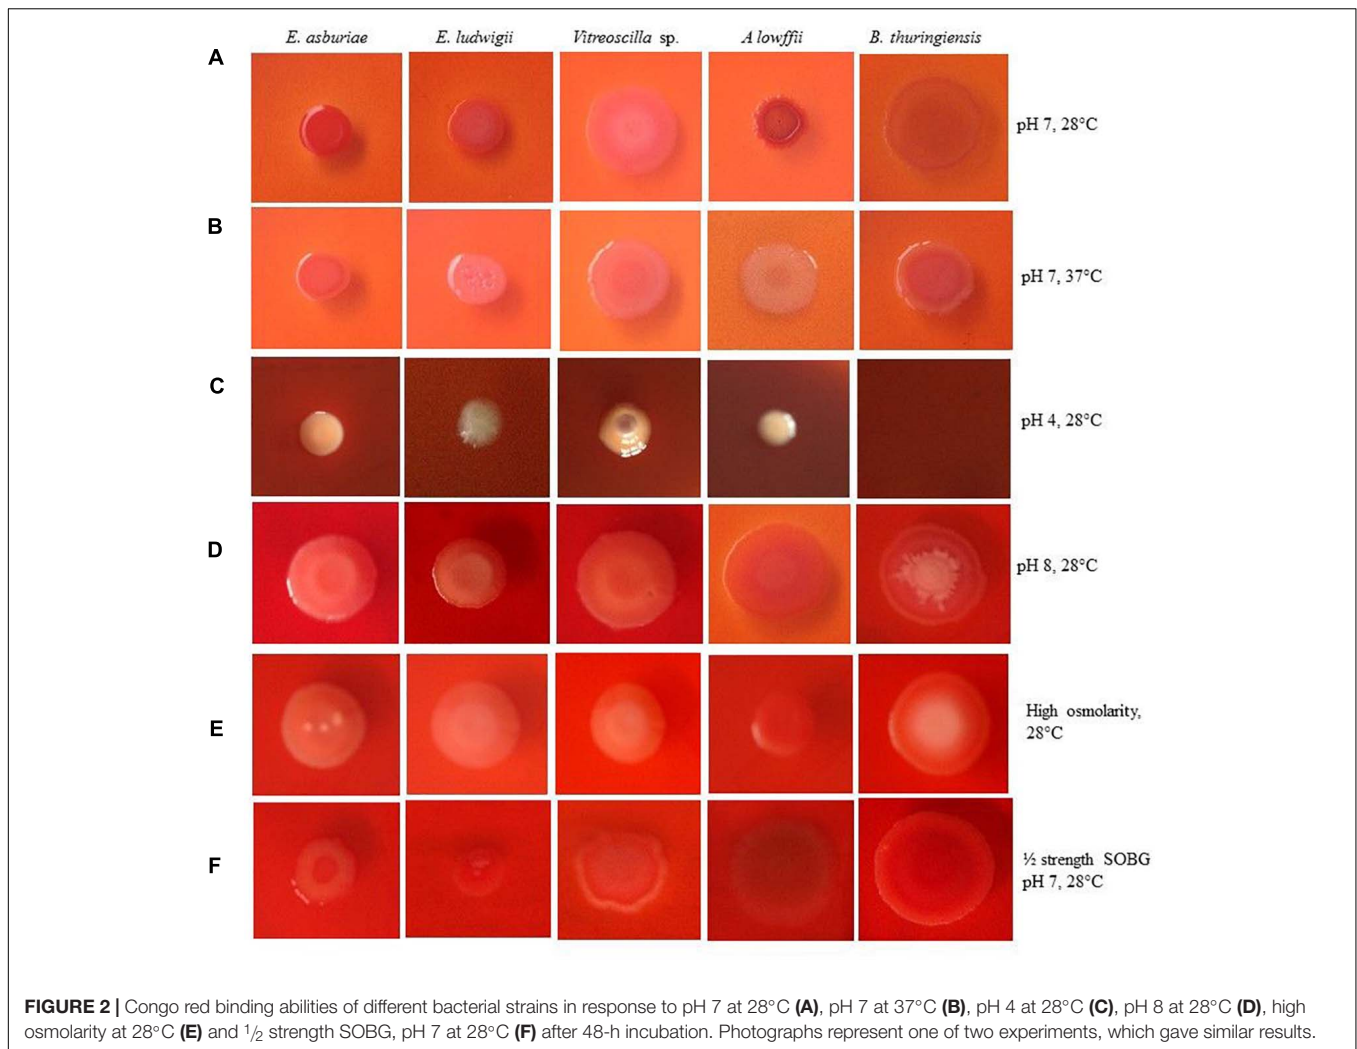 E. asburiae E. ludwigii Vitreoscilla sp. A lowffii B. thuringiensis
A
pH 7, 28°C
B
pH 7, 37°C
C
pH 4, 28°C
D
pH 8, 28°C
E
High osmolarity,
28°C
F
½ strength SOBG
pH 7, 28°C
FIGURE 2 | Congo red binding abilities of different bacterial strains in response to pH 7 at 28°C (A), pH 7 at 37°C (B), pH 4 at 28°C (C), pH 8 at 28°C (D), high
osmolarity at 28°C (E) and 1/2 strength SOBG, pH 7 at 28°C (F) after 48-h incubation. Photographs represent one of two experiments, which gave similar results.